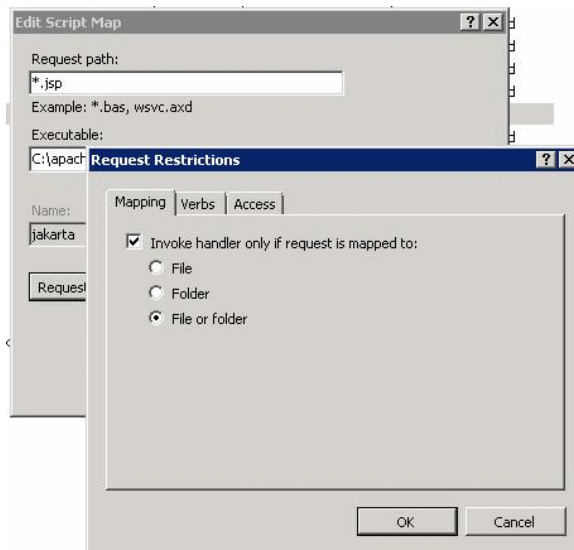 Edit Script Map
Request path:
*.jsp
Example: *.bas, wsvc.axd
Executable:
C:\apach
Name:
jakarta
Request
Request Restrictions
Mapping
Verbs
Access
Invoke handler only if request is mapped to:
File
Folder
File or folder
OK
Cancel